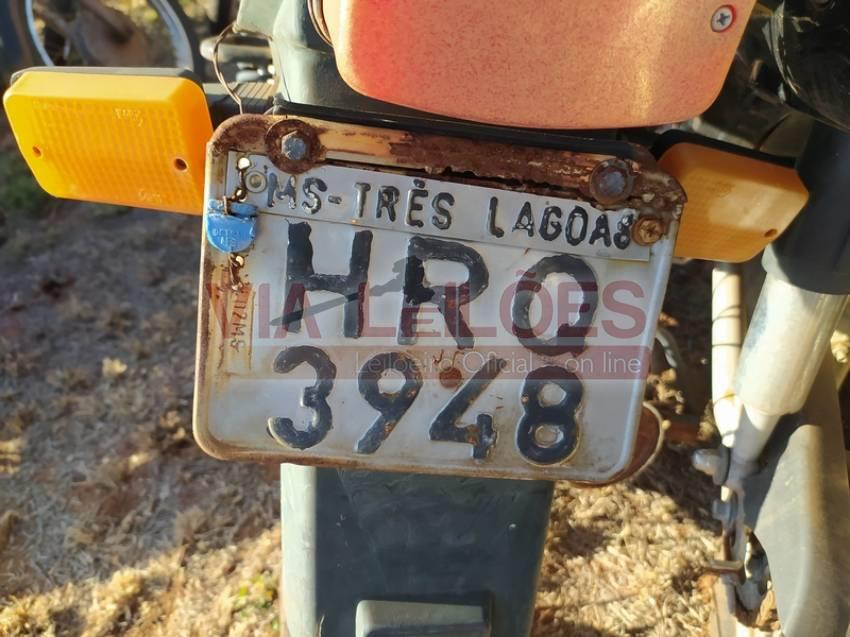 MS-TRÊS LAGOAS
HRO
3948
VIA LEILÕES
Leiloeiro Oficial - on line